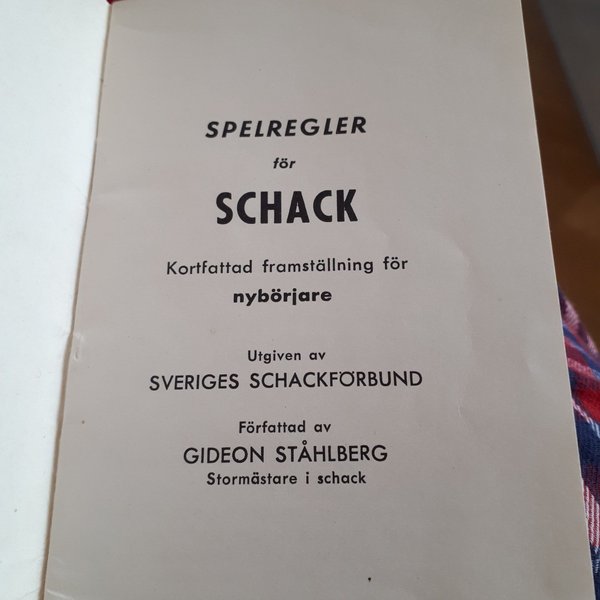 SPELREGLER
för
SCHACK
Kortfattad framställning för
nybörjare
Utgiven av
SVERIGES SCHACKFÖRBUND
Författad av
GIDEON STÅHLBERG
Stormästare i schack